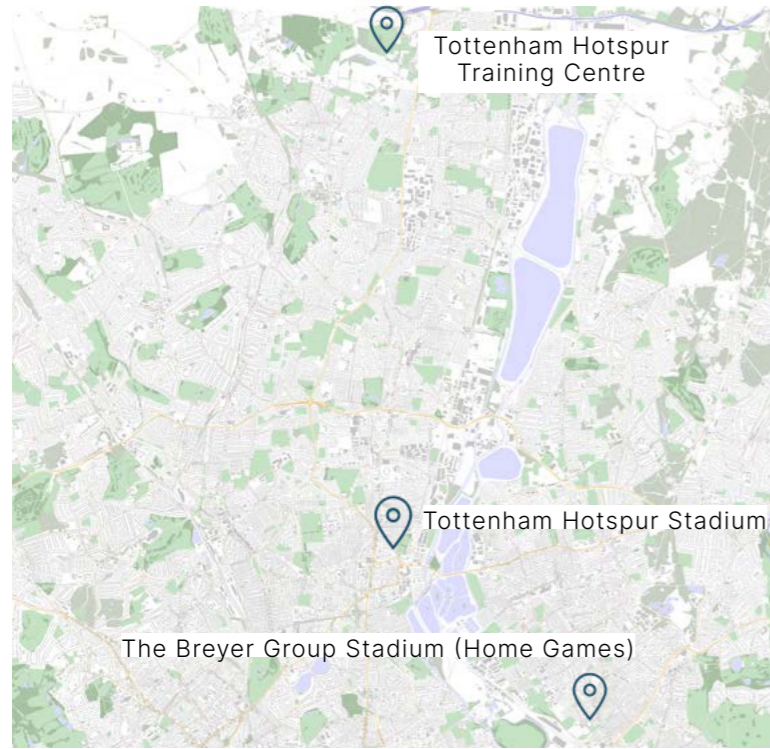 Tottenham Hotspur
Training Centre
Tottenham Hotspur Stadium
The Breyer Group Stadium (Home Games)